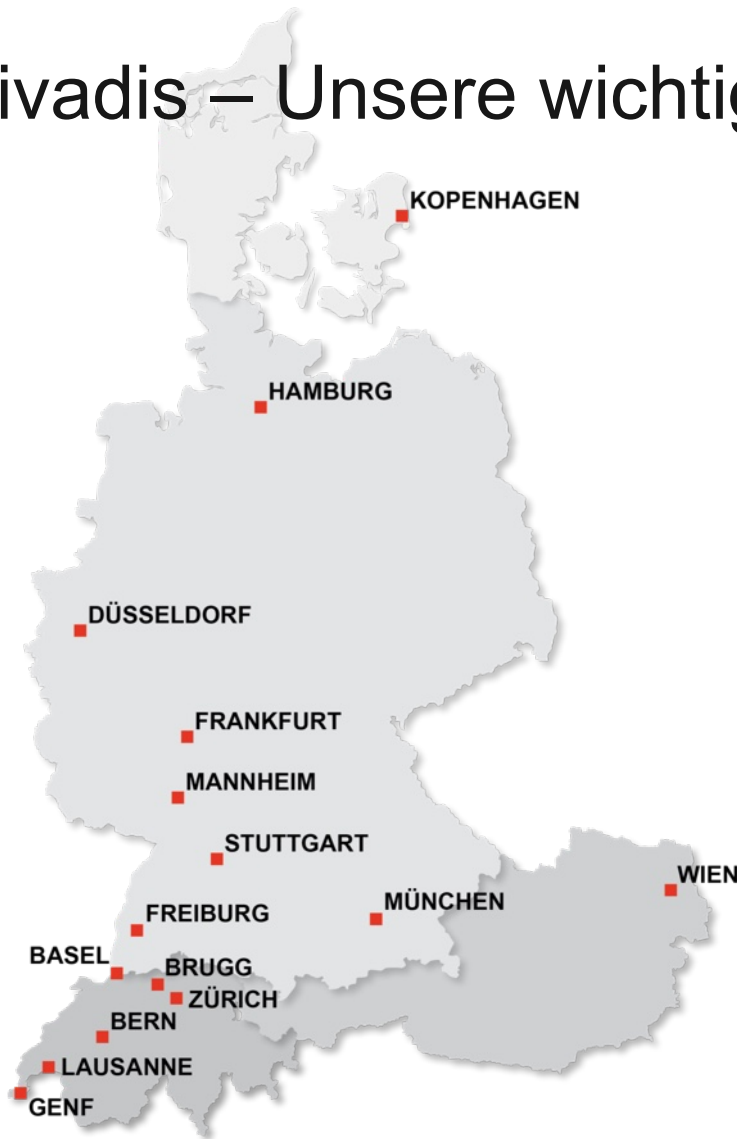 ivadis – Unsere wichtig
KOPENHAGEN
HAMBURG
DÜSSELDORF
FRANKFURT
MANNHEIM
STUTTGART
WIEN
MÜNCHEN
FREIBURG
BASEL
BRUGG
ZÜRICH
BERN
LAUSANNE
GENF